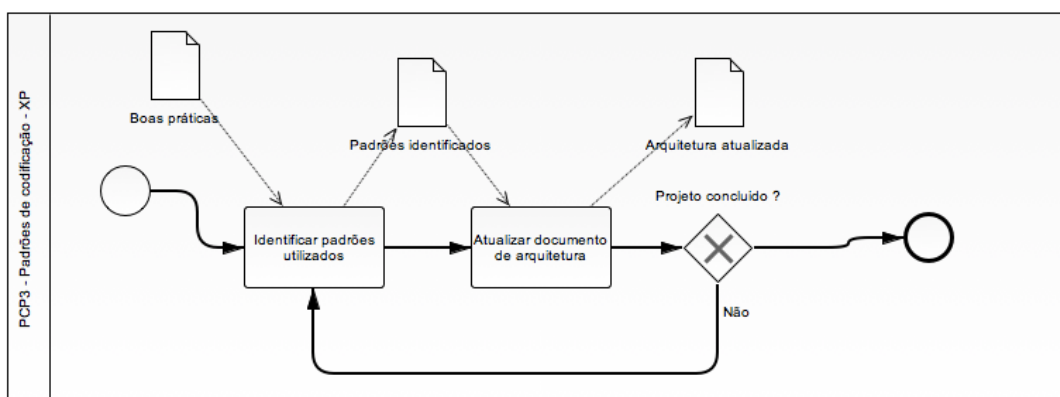 PCP3 - Padrões de codificação - XP
Boas práticas
Padrões identificados
Arquitetura atualizada
Projeto concluido ?
Identificar padrões
utilizados
Atualizar documento
de arquitetura
Não